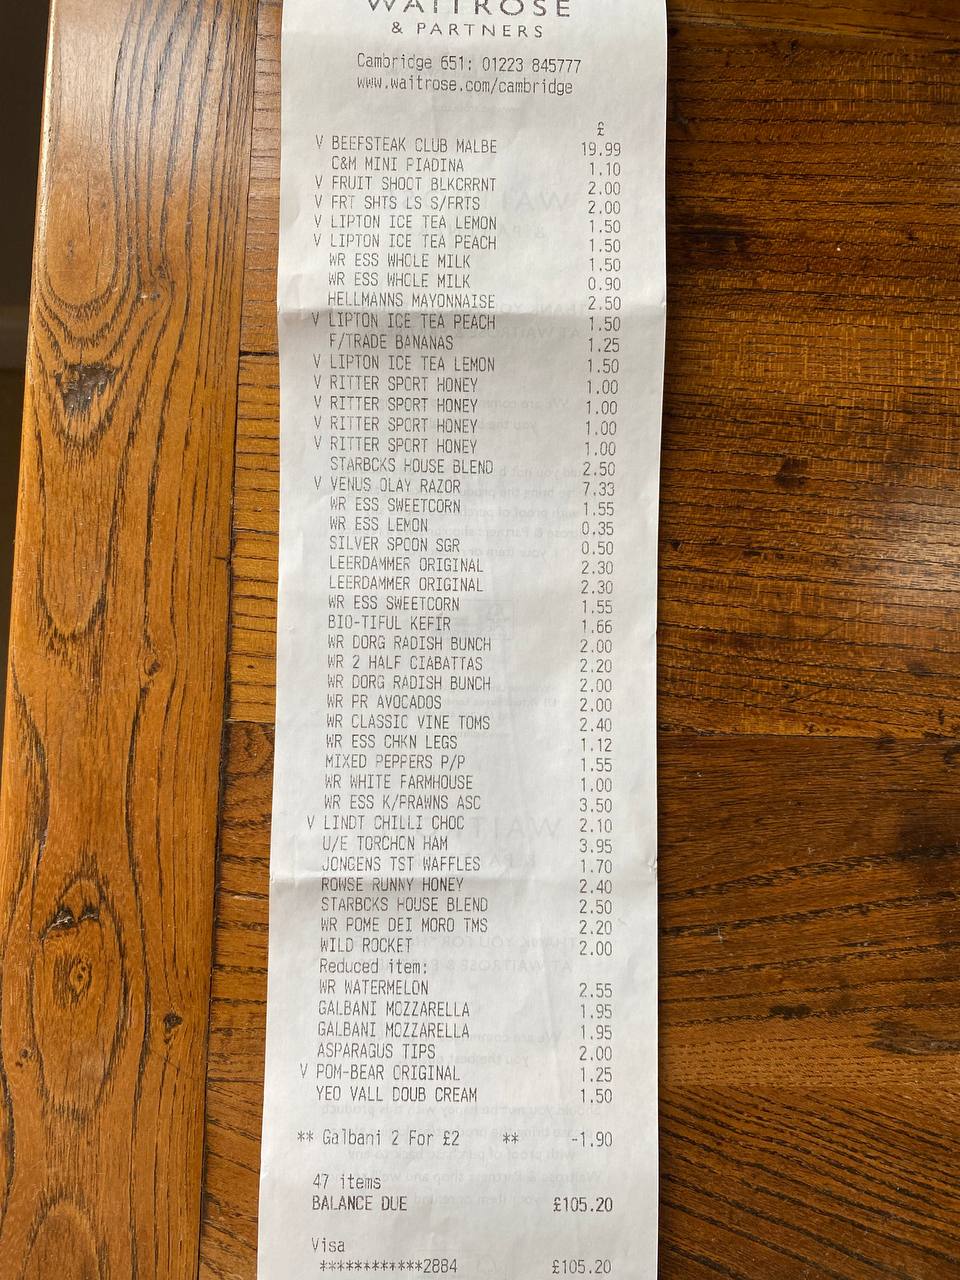 WAITROSE
& PARTNERS
Cambridge 651: 01223 845777
www.waitrose.com/cambridge
£
V BEEFSTEAK CLUB MALBE 19.99
C&M MINI PIADINA 1.10
V FRUIT SHOOT BLKCRRNT 2.00
V FRT SHTS LS S/FRTS 2.00
V LIPTON ICE TEA LEMON 1.50
V LIPTON ICE TEA PEACH 1.50
WR ESS WHOLE MILK 1.50
WR ESS WHOLE MILK 0.90
HELLMANNS MAYONNAISE 2.50
V LIPTON ICE TEA PEACH 1.50
F/TRADE BANANAS 1.25
V LIPTON ICE TEA LEMON 1.50
V RITTER SPORT HONEY 1.00
V RITTER SPORT HONEY 1.00
V RITTER SPORT HONEY 1.00
V RITTER SPORT HONEY 1.00
STARBCKS HOUSE BLEND 2.50
V VENUS OLAY RAZOR 7.33
WR ESS SWEETCORN 1.55
WR ESS LEMON 0.35
SILVER SPOON SGR 0.50
LEERDAMMER ORIGINAL 2.30
LEERDAMMER ORIGINAL 2.30
WR ESS SWEETCORN 1.55
BIO-TIFUL KEFIR 1.66
WR DORG RADISH BUNCH 2.00
WR 2 HALF CIABATTAS 2.20
WR DORG RADISH BUNCH 2.00
WR PR AVOCADOS 2.00
WR CLASSIC VINE TOMS 2.40
WR ESS CHKN LEGS 1.12
MIXED PEPPERS P/P 1.55
WR WHITE FARMHOUSE 1.00
WR ESS K/PRAWNS ASC 3.50
V LINDT CHILLI CHOC 2.10
U/E TORCHON HAM 3.95
JONGENS TST WAFFLES 1.70
ROWSE RUNNY HONEY 2.40
STARBCKS HOUSE BLEND 2.50
WR POME DEI MORO TMS 2.20
WILD ROCKET 2.00
Reduced item:
WR WATERMELON 2.55
GALBANI MOZZARELLA 1.95
GALBANI MOZZARELLA 1.95
ASPARAGUS TIPS 2.00
V POM-BEAR ORIGINAL 1.25
YEO VALL DOUB CREAM 1.50
** Galbani 2 For £2 ** -1.90
47 items
BALANCE DUE £105.20
Visa
************2884 £105.20